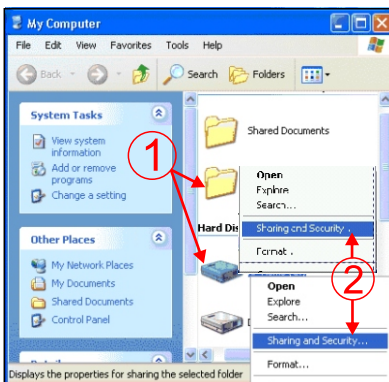 My Computer
File Edit View Favorites Tools Help
Back Search Folders
System Tasks
View system
information
Add or remove
programs
Change a setting
Other Places
My Network Places
My Documents
Shared Documents
Control Panel
Shared Documents
1
Open
Explore
Search...
Sharing and Security .
Format .
Hard Dis
2
Open
Explore
Search...
Sharing and Security...
Format...
Displays the properties for sharing the selected folder